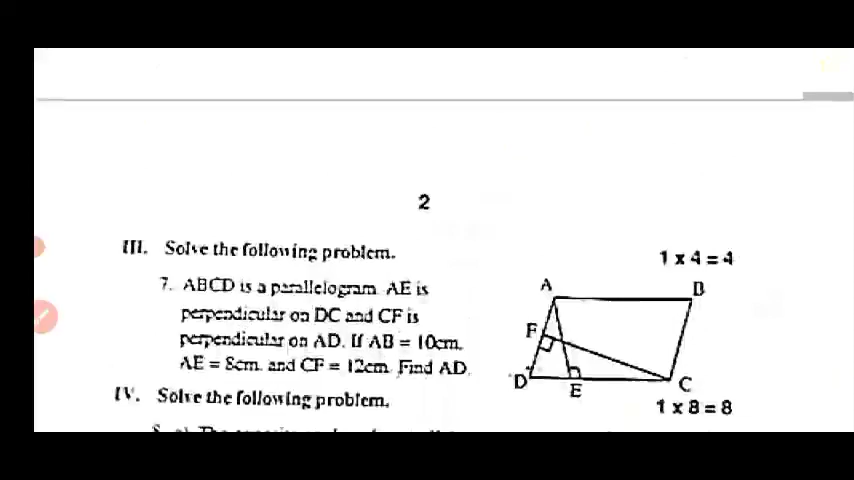 2
III. Solve the following problem.
1 x 4 = 4
7. ABCD is a parallelogram. AE is
perpendicular on DC and CF is
perpendicular on AD. If AB = 10cm.
AE = 8cm. and CF = 12cm. Find AD.
A
B
F
D
E
C
IV. Solve the following problem.
1 x 8 = 8
8. a) The